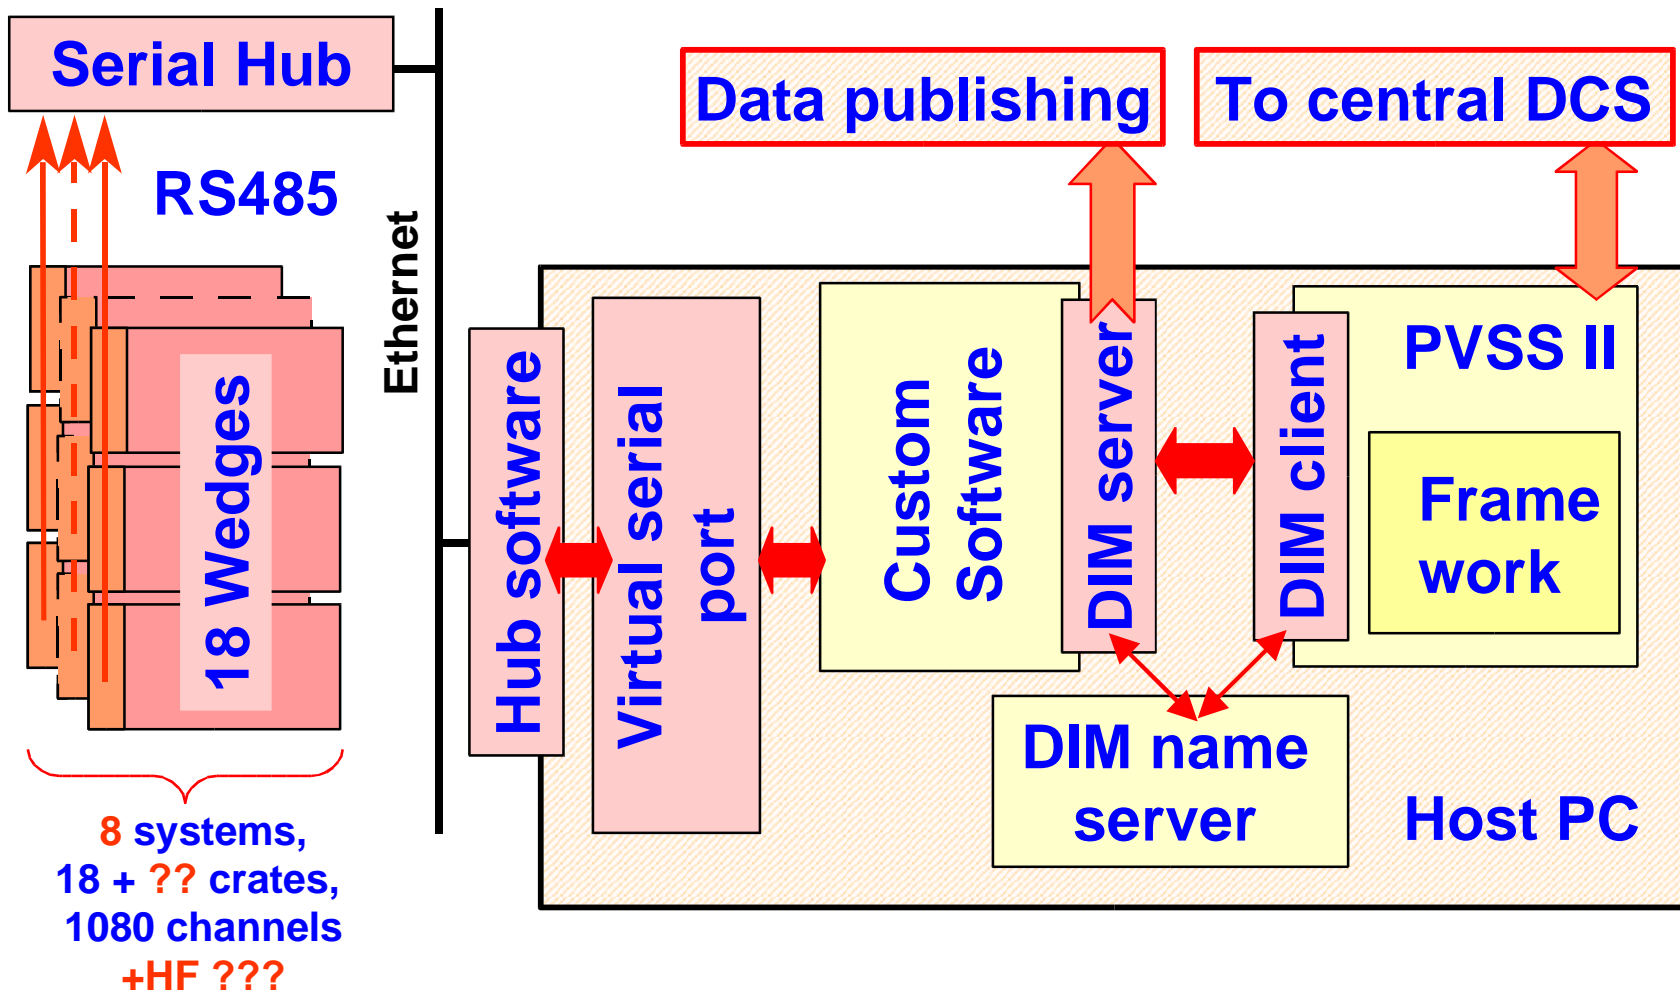 Serial Hub
RS485
Ethernet
18 Wedges
8 systems,
18 + ?? crates,
1080 channels
+HF ???
Data publishing
To central DCS
Hub software
Virtual serial
port
Custom
Software
DIM server
DIM client
PVSS II
Frame
work
DIM name
server
Host PC